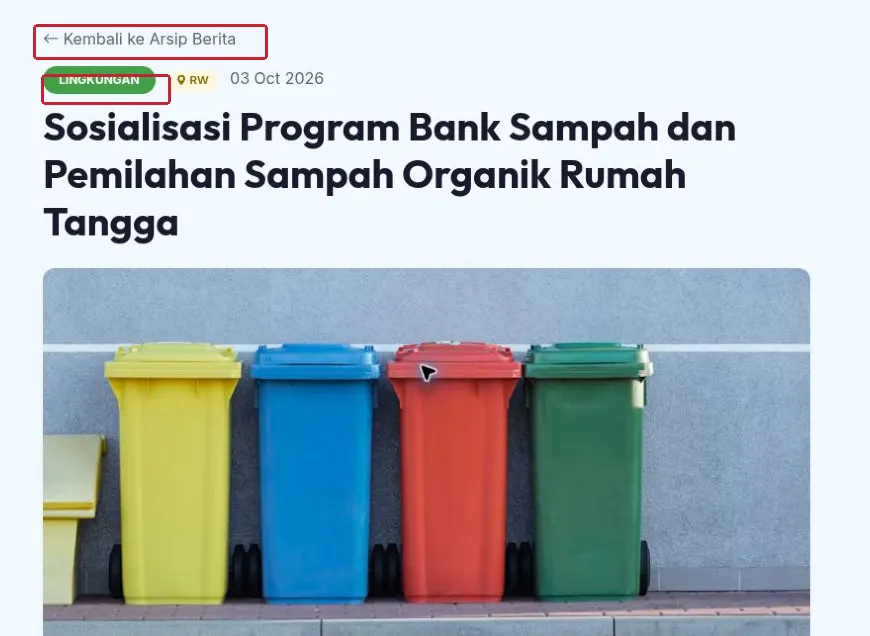 ← Kembali ke Arsip Berita
LINGKUNGAN RW 03 Oct 2026
Sosialisasi Program Bank Sampah dan
Pemilahan Sampah Organik Rumah
Tangga